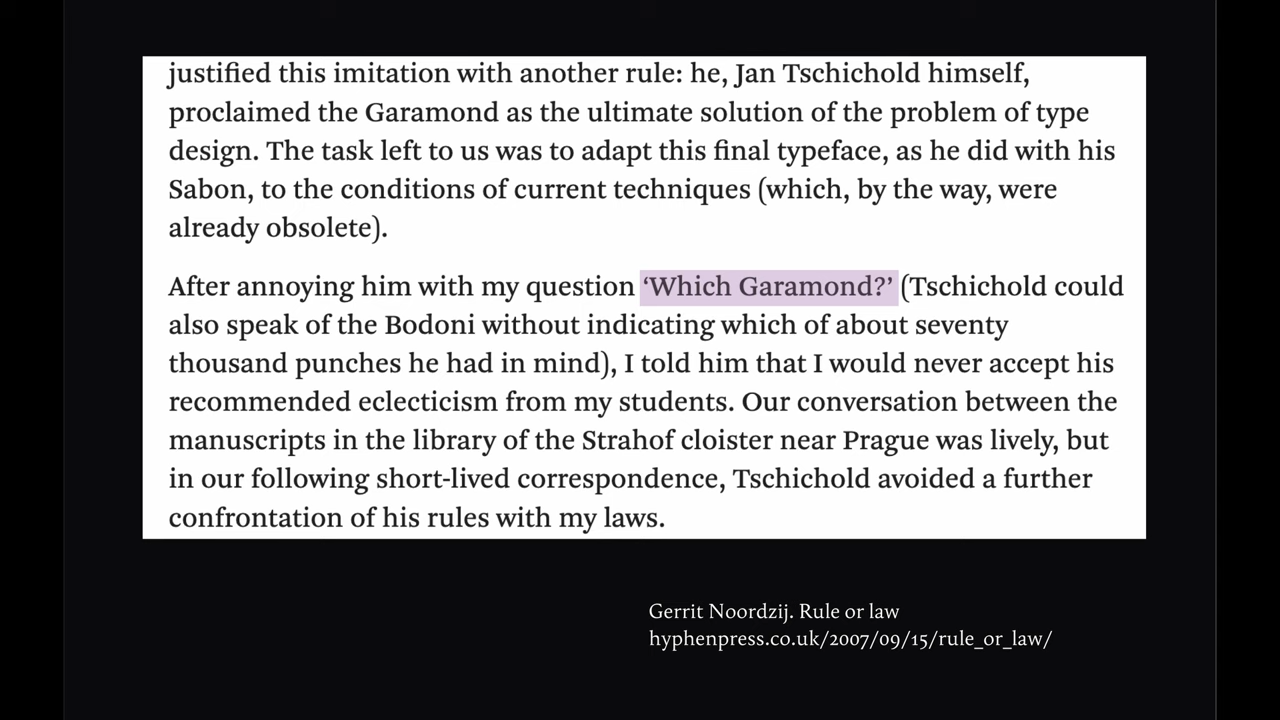 justified this imitation with another rule: he, Jan Tschichold himself,
proclaimed the Garamond as the ultimate solution of the problem of type
design. The task left to us was to adapt this final typeface, as he did with his
Sabon, to the conditions of current techniques (which, by the way, were
already obsolete).
After annoying him with my question ‘Which Garamond?’ (Tschichold could
also speak of the Bodoni without indicating which of about seventy
thousand punches he had in mind), I told him that I would never accept his
recommended eclecticism from my students. Our conversation between the
manuscripts in the library of the Strahof cloister near Prague was lively, but
in our following short-lived correspondence, Tschichold avoided a further
confrontation of his rules with my laws.
Gerrit Noordzij. Rule or law
hyphenpress.co.uk/2007/09/15/rule_or_law/